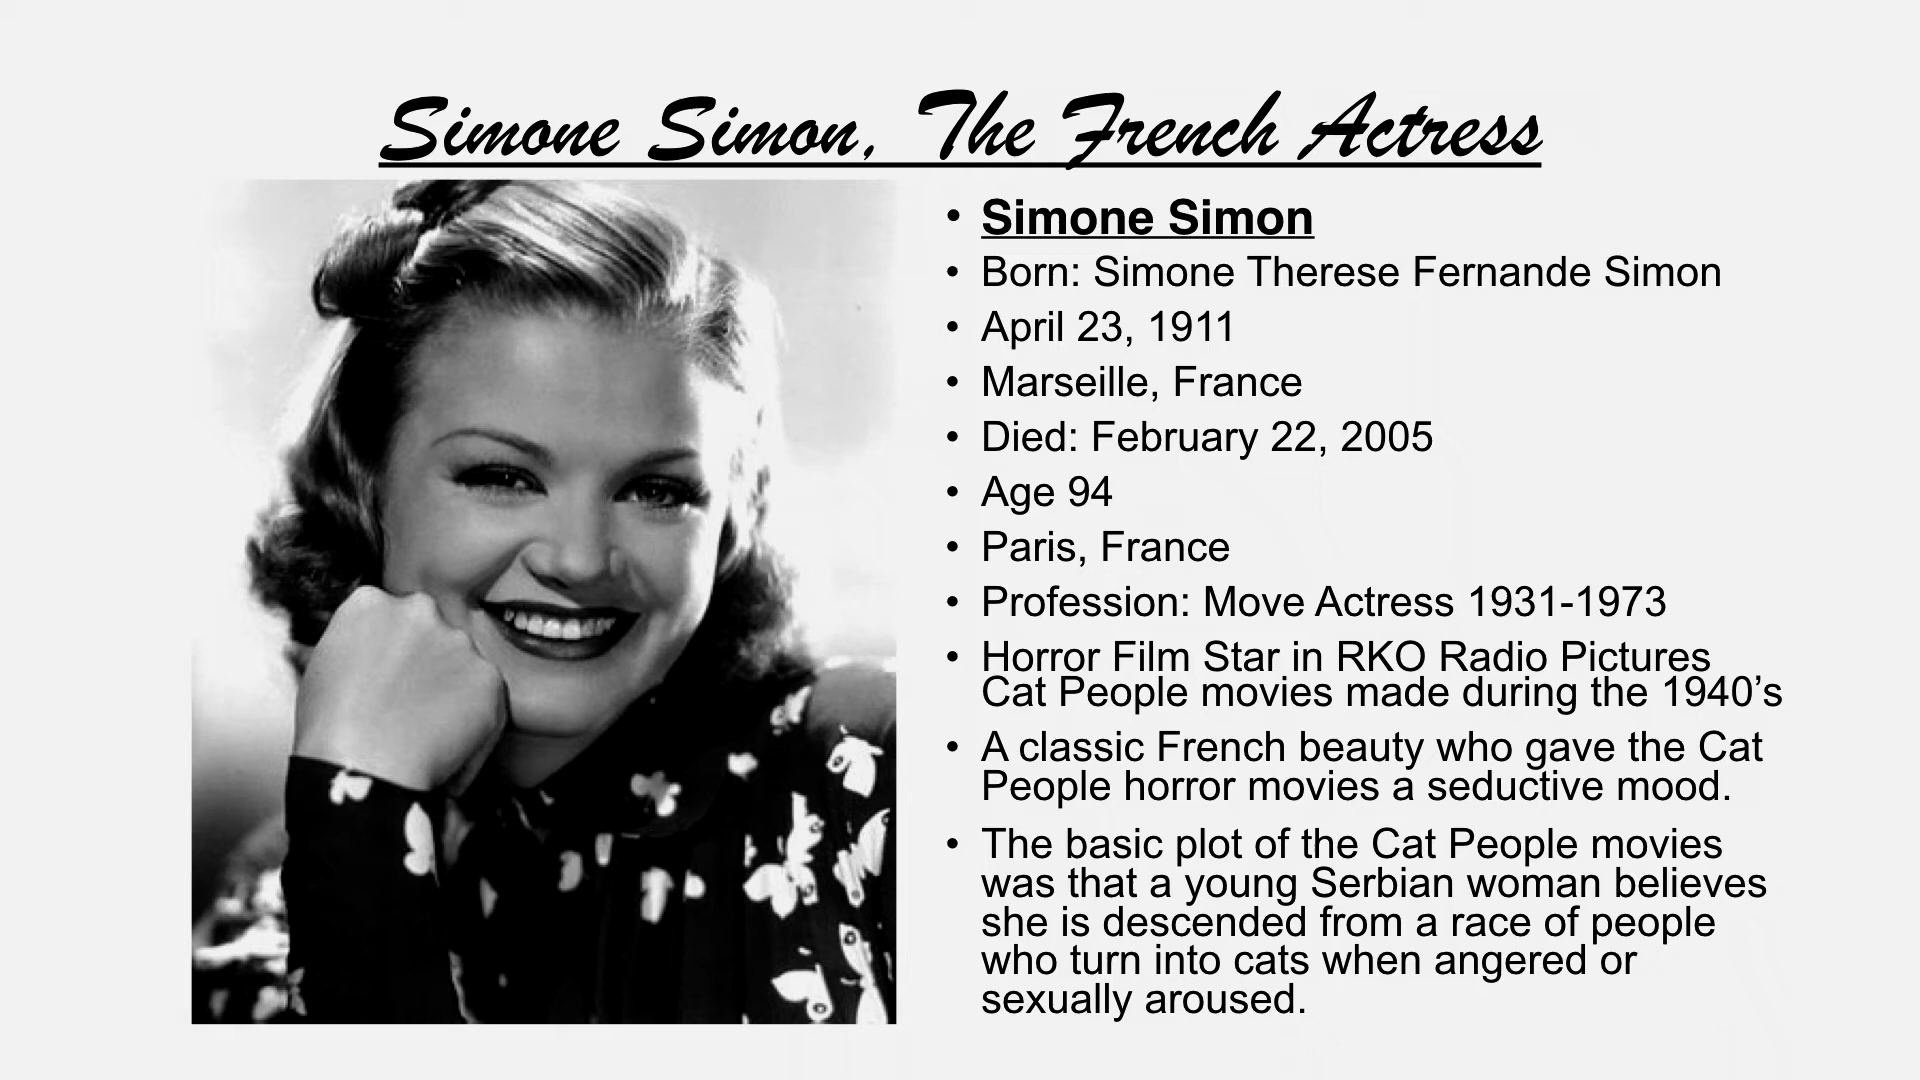 Simone Simon, The French Actress
• Simone Simon
• Born: Simone Therese Fernande Simon
• April 23, 1911
• Marseille, France
• Died: February 22, 2005
• Age 94
• Paris, France
• Profession: Move Actress 1931-1973
• Horror Film Star in RKO Radio Pictures
Cat People movies made during the 1940’s
• A classic French beauty who gave the Cat
People horror movies a seductive mood.
• The basic plot of the Cat People movies
was that a young Serbian woman believes
she is descended from a race of people
who turn into cats when angered or
sexually aroused.